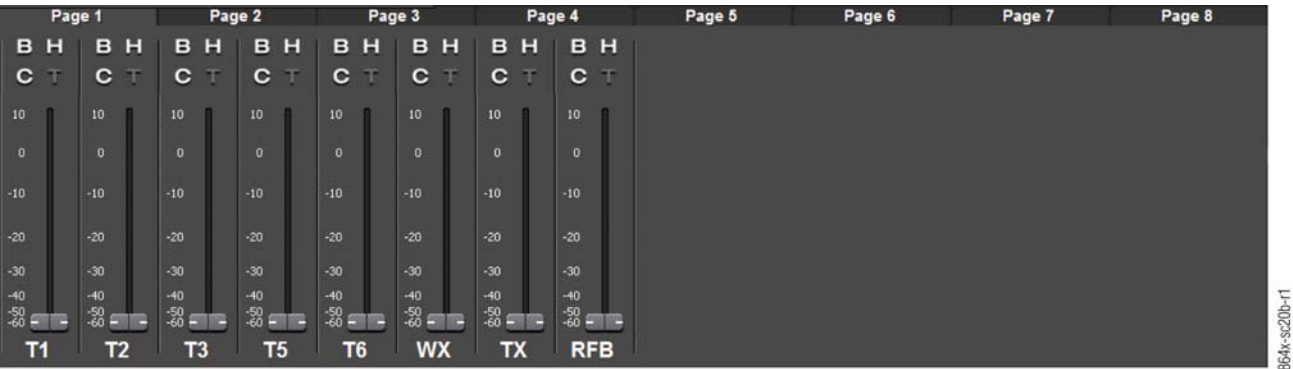 Page 1 Page 2 Page 3 Page 4 Page 5 Page 6 Page 7 Page 8
B H B H B H B H B H B H B H B H
C T C T C T C T C T C T C T C T
10 10 10 10 10 10 10 10
0 0 0 0 0 0 0 0
-10 -10 -10 -10 -10 -10 -10 -10
-20 -20 -20 -20 -20 -20 -20 -20
-30 -30 -30 -30 -30 -30 -30 -30
-40 -40 -40 -40 -40 -40 -40 -40
-50 -50 -50 -50 -50 -50 -50 -50
-60 -60 -60 -60 -60 -60 -60 -60
T1 T2 T3 T5 T6 WX TX RFB
864x-sc20b-r1